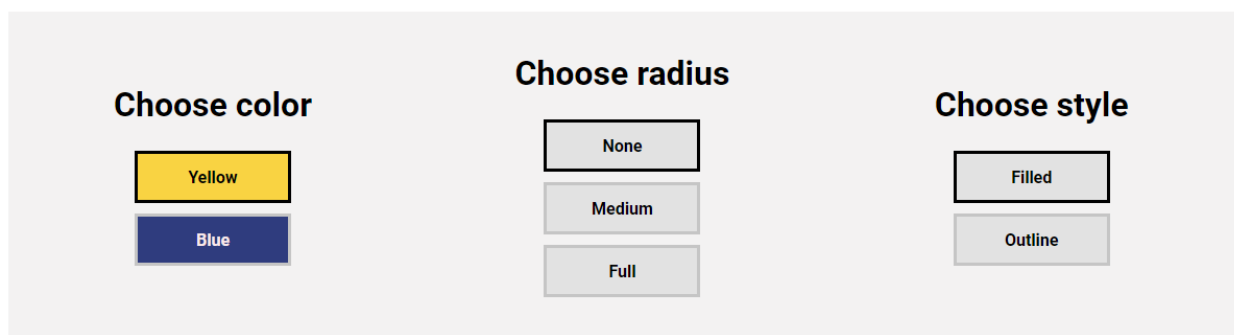 Choose color
Yellow
Blue
Choose radius
None
Medium
Full
Choose style
Filled
Outline